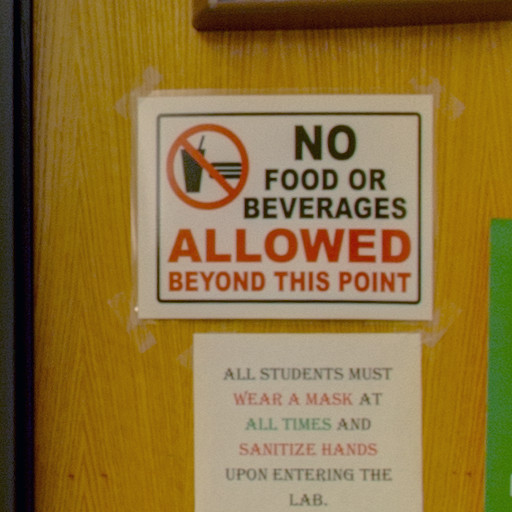 NO
FOOD OR
BEVERAGES
ALLOWED
BEYOND THIS POINT
ALL STUDENTS MUST
WEAR A MASK AT
ALL TIMES AND
SANITIZE HANDS
UPON ENTERING THE
LAB.